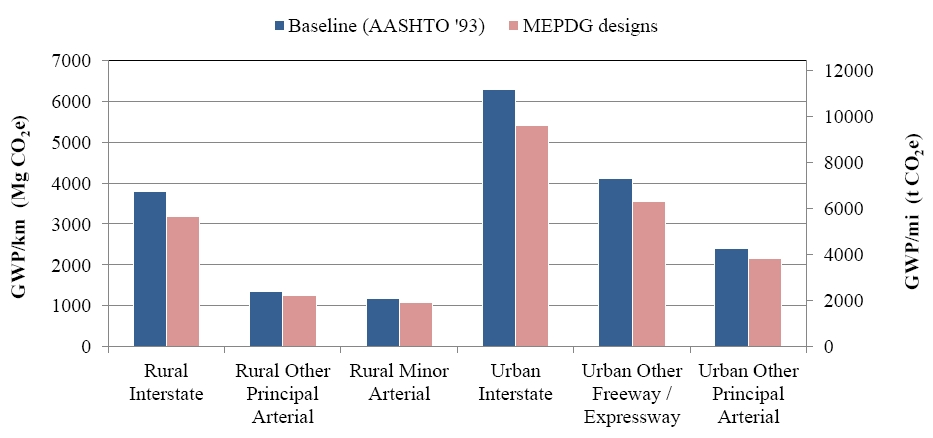 Baseline (AASHTO '93) MEPDG designs
7000
6000
5000
4000
3000
2000
1000
0
GWP/km (Mg CO₂e)
12000
10000
8000
6000
4000
2000
0
GWP/mi (t CO₂e)
Rural
Interstate
Rural Other
Principal
Arterial
Rural Minor
Arterial
Urban
Interstate
Urban Other
Freeway /
Expressway
Urban Other
Principal
Arterial